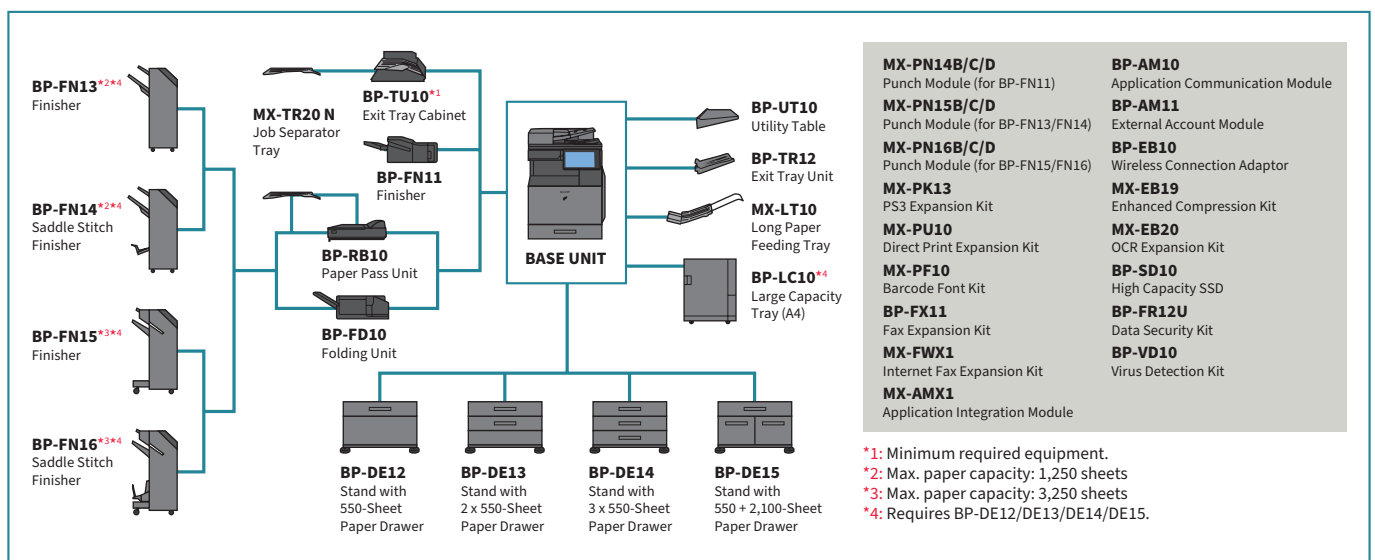 BP-FN13*2*4
Finisher
BP-FN14*2*4
Saddle Stitch
Finisher
BP-FN15*3*4
Finisher
BP-FN16*3*4
Saddle Stitch
Finisher
MX-TR20 N
Job Separator
Tray
BP-TU10*1
Exit Tray Cabinet
BP-FN11
Finisher
BP-RB10
Paper Pass Unit
BP-FD10
Folding Unit
BASE UNIT
BP-UT10
Utility Table
BP-TR12
Exit Tray Unit
MX-LT10
Long Paper
Feeding Tray
BP-LC10*4
Large Capacity
Tray (A4)
BP-DE12
Stand with
550-Sheet
Paper Drawer
BP-DE13
Stand with
2 x 550-Sheet
Paper Drawer
BP-DE14
Stand with
3 x 550-Sheet
Paper Drawer
BP-DE15
Stand with
550 + 2,100-Sheet
Paper Drawer
MX-PN14B/C/D
Punch Module (for BP-FN11)
MX-PN15B/C/D
Punch Module (for BP-FN13/FN14)
MX-PN16B/C/D
Punch Module (for BP-FN15/FN16)
MX-PK13
PS3 Expansion Kit
MX-PU10
Direct Print Expansion Kit
MX-PF10
Barcode Font Kit
BP-FX11
Fax Expansion Kit
MX-FWX1
Internet Fax Expansion Kit
MX-AMX1
Application Integration Module
BP-AM10
Application Communication Module
BP-AM11
External Account Module
BP-EB10
Wireless Connection Adaptor
MX-EB19
Enhanced Compression Kit
MX-EB20
OCR Expansion Kit
BP-SD10
High Capacity SSD
BP-FR12U
Data Security Kit
BP-VD10
Virus Detection Kit
*1: Minimum required equipment.
*2: Max. paper capacity: 1,250 sheets
*3: Max. paper capacity: 3,250 sheets
*4: Requires BP-DE12/DE13/DE14/DE15.